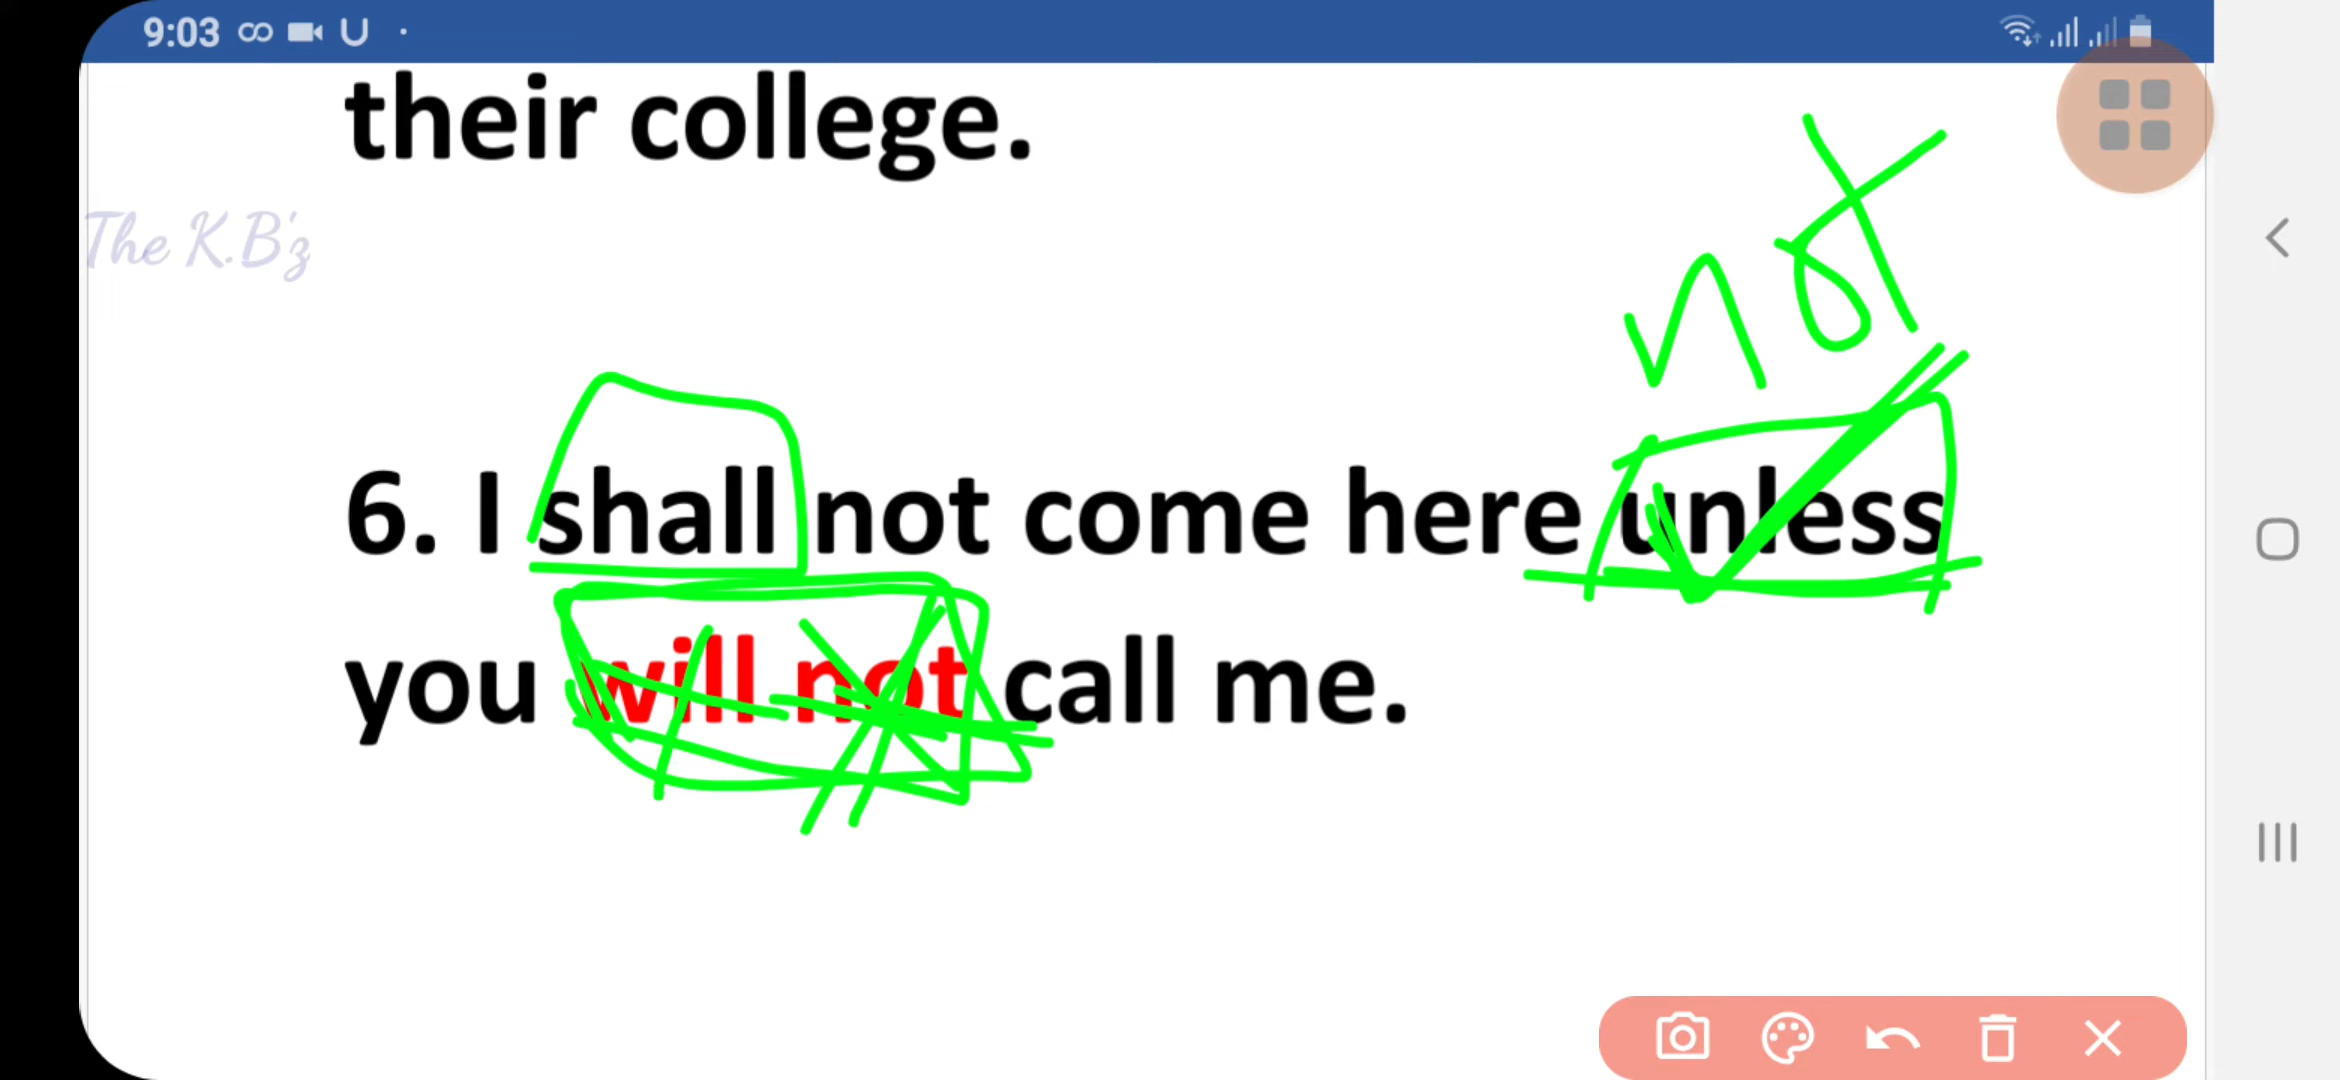 9:03
their college.
The K.B'z
not
6. I shall not come here unless
you will not call me.